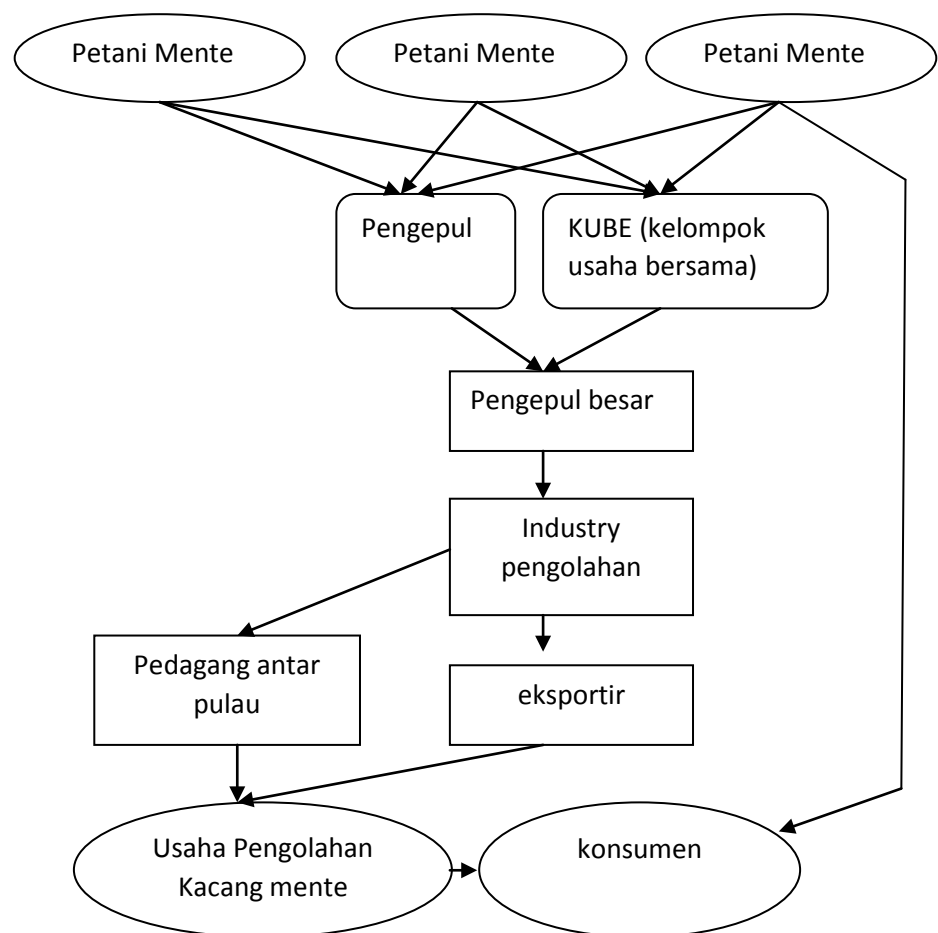 Petani Mente
Petani Mente
Petani Mente
Pengepul
KUBE (kelompok
usaha bersama)
Pengepul besar
Industry
pengolahan
Pedagang antar
pulau
eksportir
Usaha Pengolahan
Kacang mente
konsumen